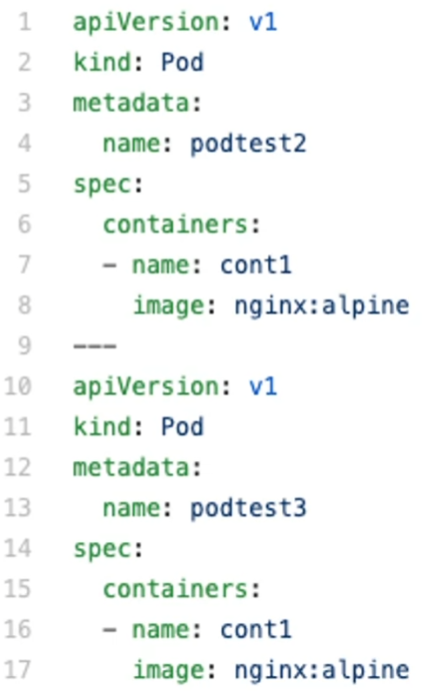 1 apiVersion: v1
2 kind: Pod
3 metadata:
4   name: podtest2
5 spec:
6   containers:
7   - name: cont1
8     image: nginx:alpine
9 ---
10 apiVersion: v1
11 kind: Pod
12 metadata:
13   name: podtest3
14 spec:
15   containers:
16   - name: cont1
17     image: nginx:alpine